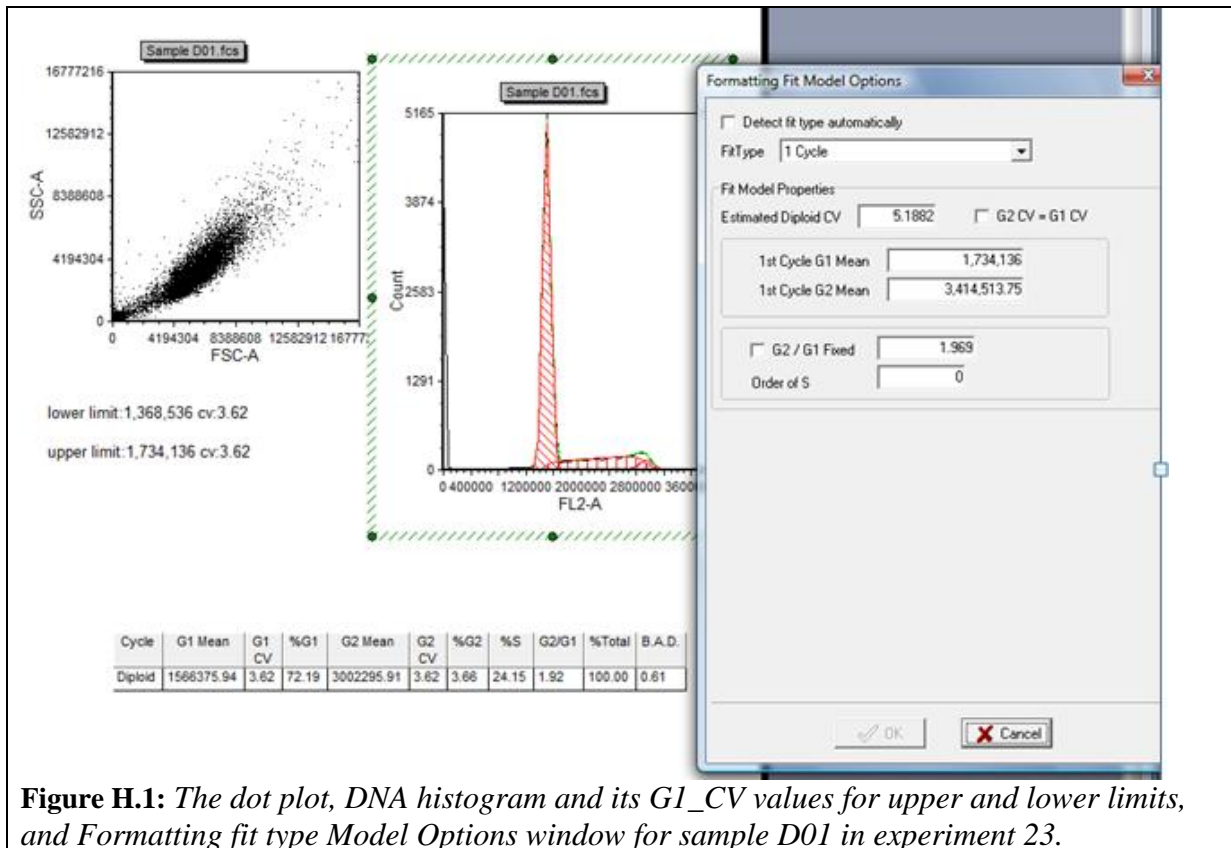 Sample D01.fcs
16777216
12582912
8388608
4194304
0
SSC-A
0 4194304 8388608 12582912 16777
FSC-A
lower limit:1,368,536 cv:3.62
upper limit:1,734,136 cv:3.62
Sample D01.fcs
5165
3874
2583
1291
0
Count
0 400000 1200000 2000000 2800000 3600
FL2-A
Formatting Fit Model Options
Detect fit type automatically
FitType 1 Cycle
Fit Model Properties
Estimated Diploid CV 5.1882 G2 CV = G1 CV
1st Cycle G1 Mean 1,734,136
1st Cycle G2 Mean 3,414,513.75
G2 / G1 Fixed 1.969
Order of S 0
OK Cancel
Cycle G1 Mean G1 CV %G1 G2 Mean G2 CV %G2 %S G2/G1 %Total B.A.D.
Diploid 1566375.94 3.62 72.19 3002295.91 3.62 3.66 24.15 1.92 100.00 0.61
Figure H.1: The dot plot, DNA histogram and its G1_CV values for upper and lower limits,
and Formatting fit type Model Options window for sample D01 in experiment 23.